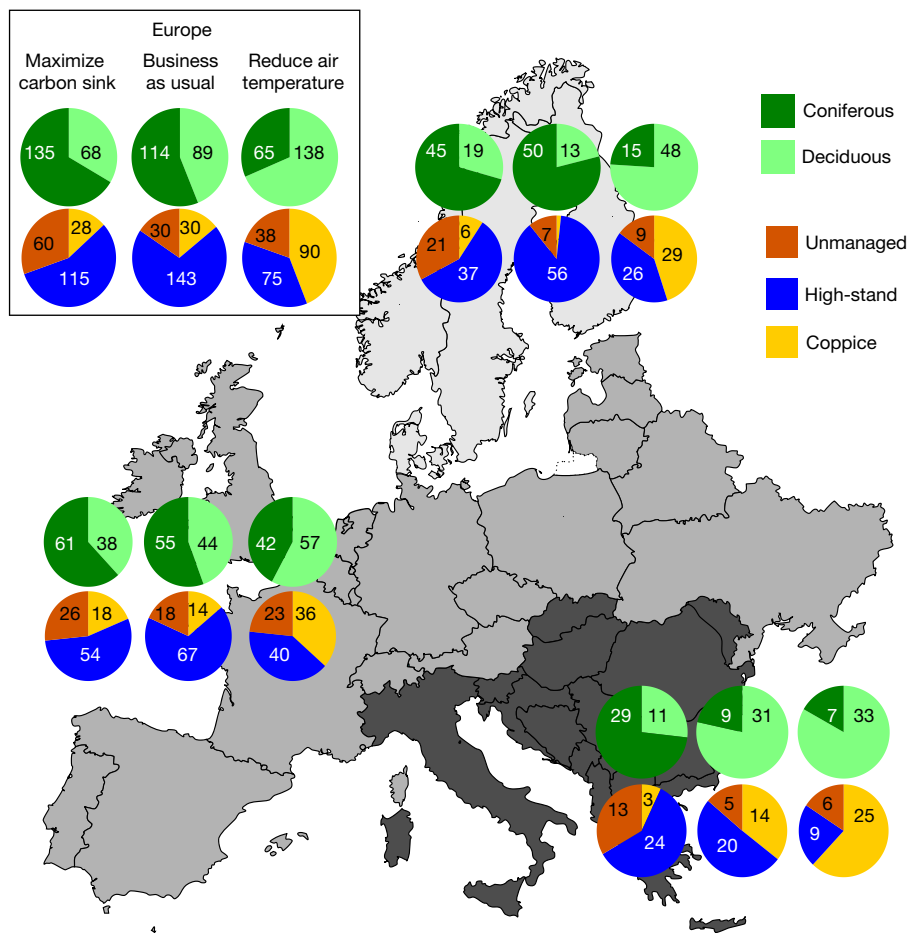 Europe
Maximize
carbon sink
Business
as usual
Reduce air
temperature
135 68
114 89
65 138
60 28 115
30 30 143
38 90 75
Coniferous
Deciduous
Unmanaged
High-stand
Coppice
45 19
50 13
15 48
21 6 37
7 56
9 29 26
61 38
55 44
42 57
26 18 54
18 14 67
23 36 40
29 11
9 31
7 33
13 3 24
5 14 20
6 25 9